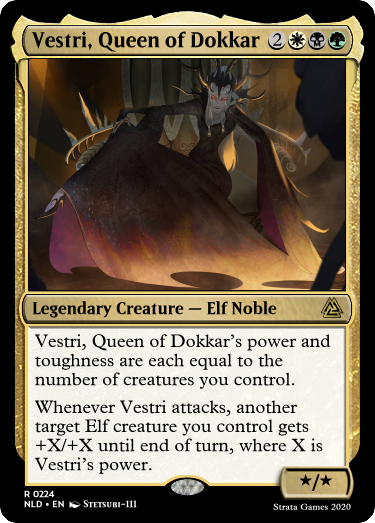 Vestri, Queen of Dokkar 2
Legendary Creature — Elf Noble
Vestri, Queen of Dokkar's power and
toughness are each equal to the
number of creatures you control.
Whenever Vestri attacks, another
target Elf creature you control gets
+X/+X until end of turn, where X is
Vestri's power.
★/★
R 0224
NLD • EN Stetsubi-111
Strata Games 2020